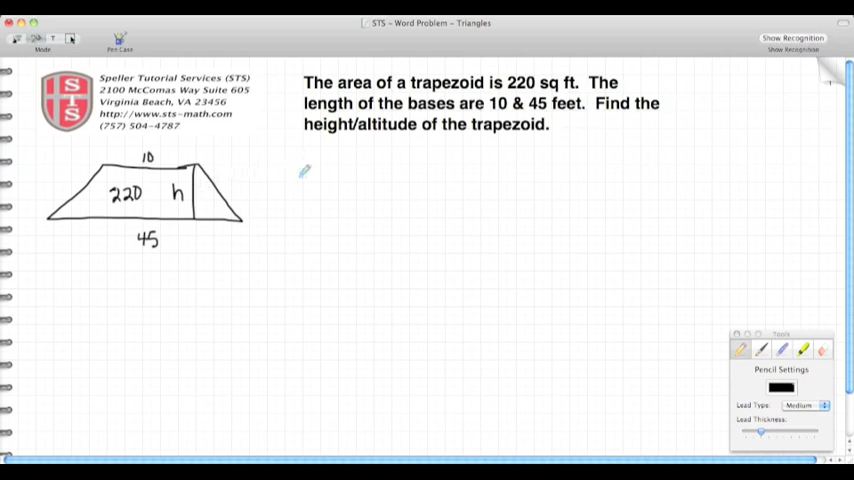 STS - Word Problem - Triangles
T
Mode
Pen Case
Show Recognition
Show Recognition
STS
Speller Tutorial Services (STS)
2100 McComas Way Suite 605
Virginia Beach, VA 23456
http://www.sts-math.com
(757) 504-4787
The area of a trapezoid is 220 sq ft. The
length of the bases are 10 & 45 feet. Find the
height/altitude of the trapezoid.
10
220 h
45
Tools
Pencil Settings
Lead Type: Medium
Lead Thickness: